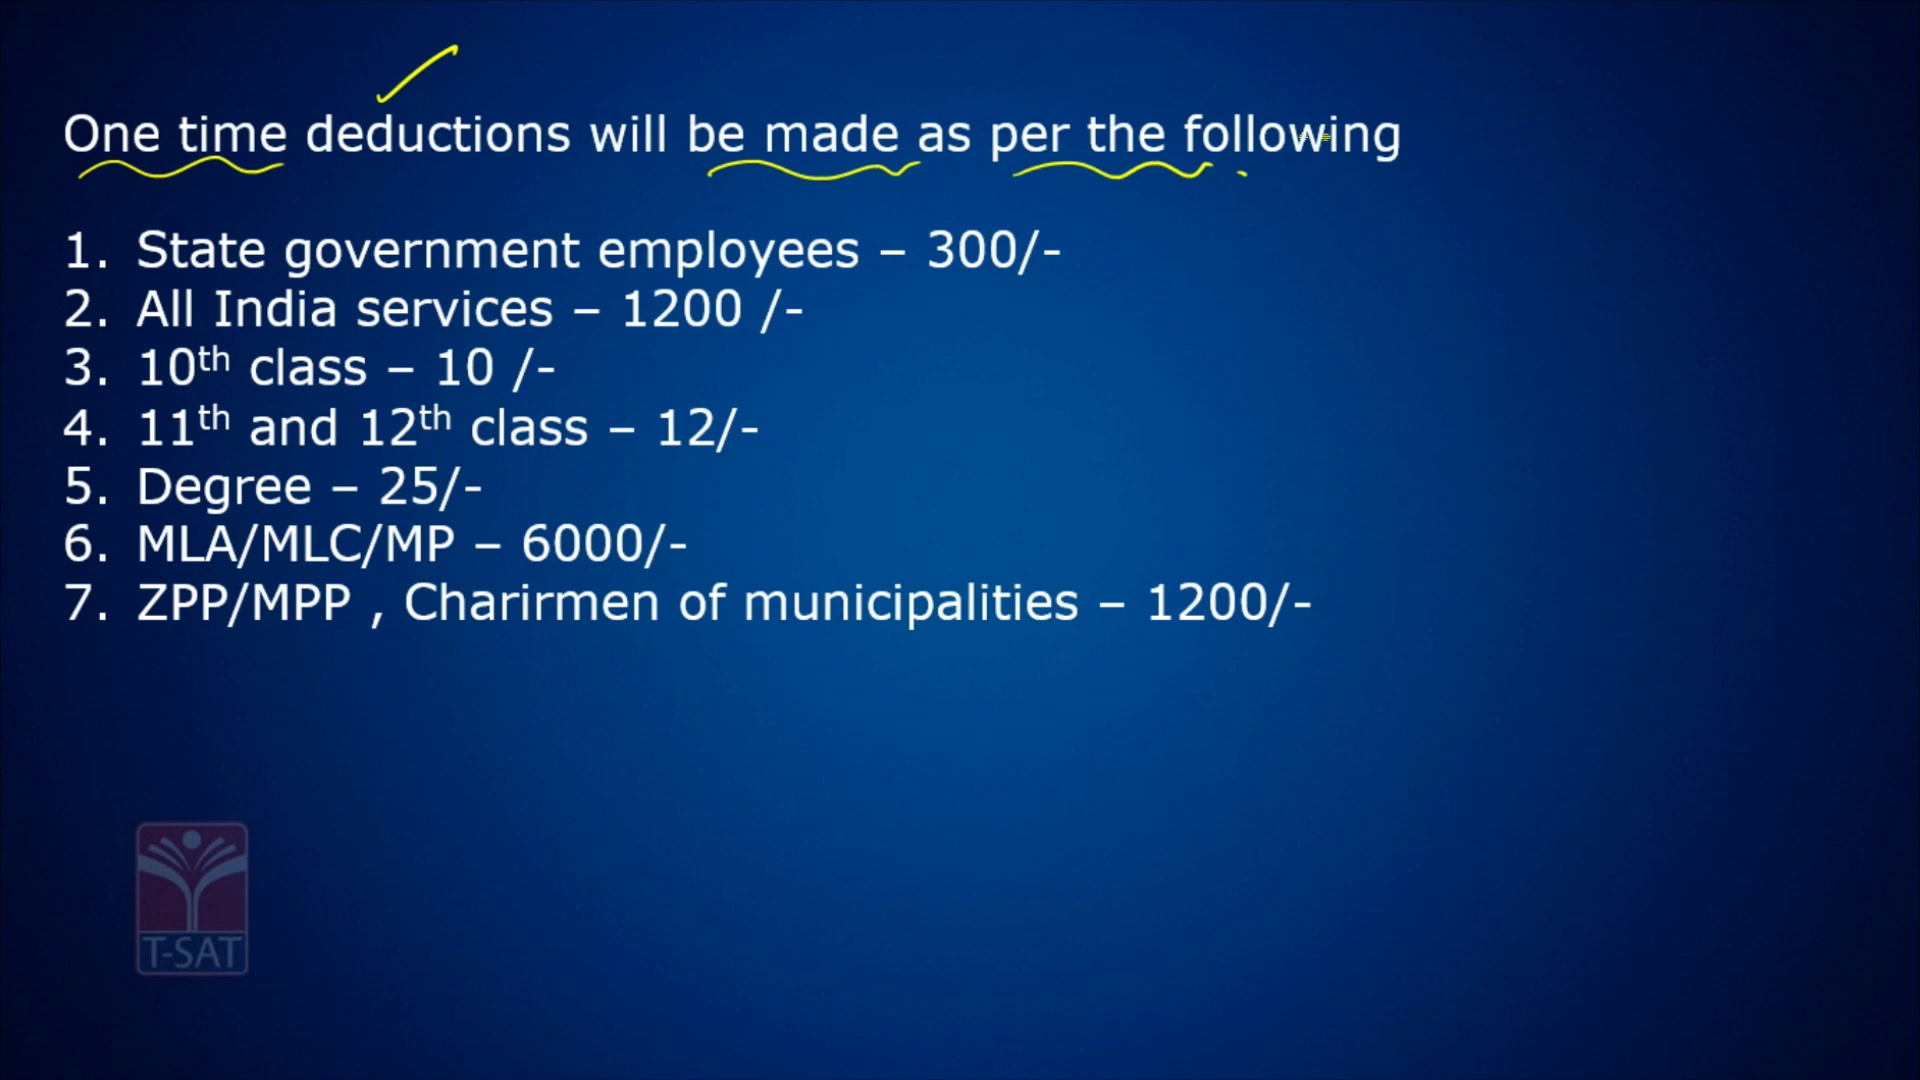 One time deductions will be made as per the following
1. State government employees – 300/-
2. All India services – 1200 /-
3. 10th class – 10 /-
4. 11th and 12th class – 12/-
5. Degree – 25/-
6. MLA/MLC/MP – 6000/-
7. ZPP/MPP , Charirmen of municipalities – 1200/-
T-SAT